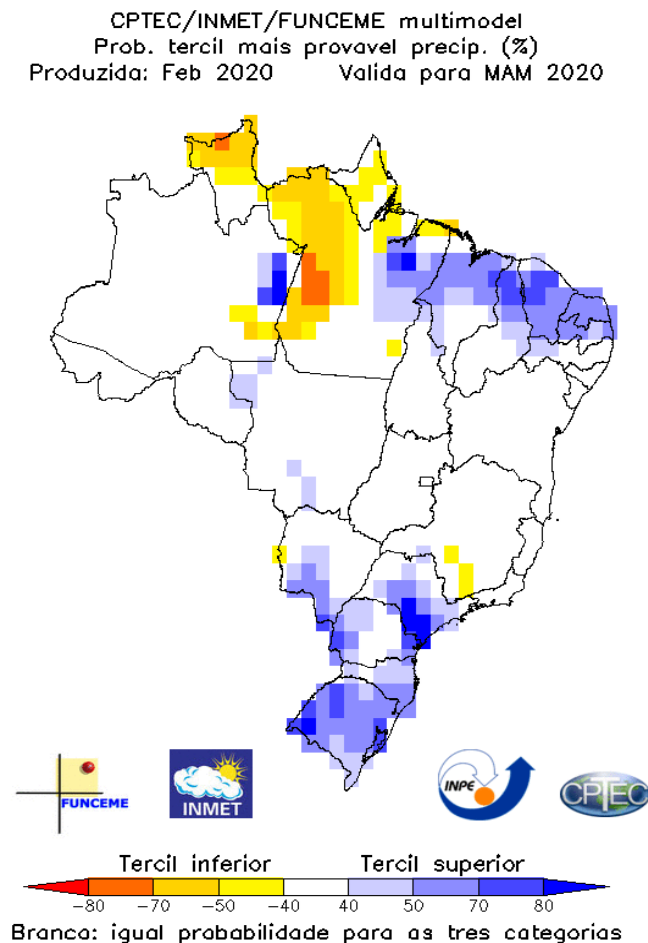 CPTEC/INMET/FUNCEME multimodel
Prob. tercil mais provavel precip. (%)
Produzida: Feb 2020 Valida para MAM 2020
FUNCEME
INMET
INPE
CPTEC
Tercil inferior Tercil superior
-80 -70 -50 -40 40 50 70 80
Branca: igual probabilidade para as tres categorias